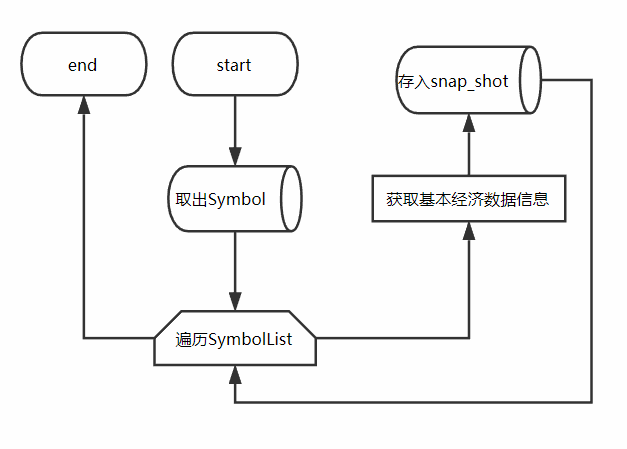 end
start
存入snap_shot
取出Symbol
获取基本经济数据信息
遍历SymbolList